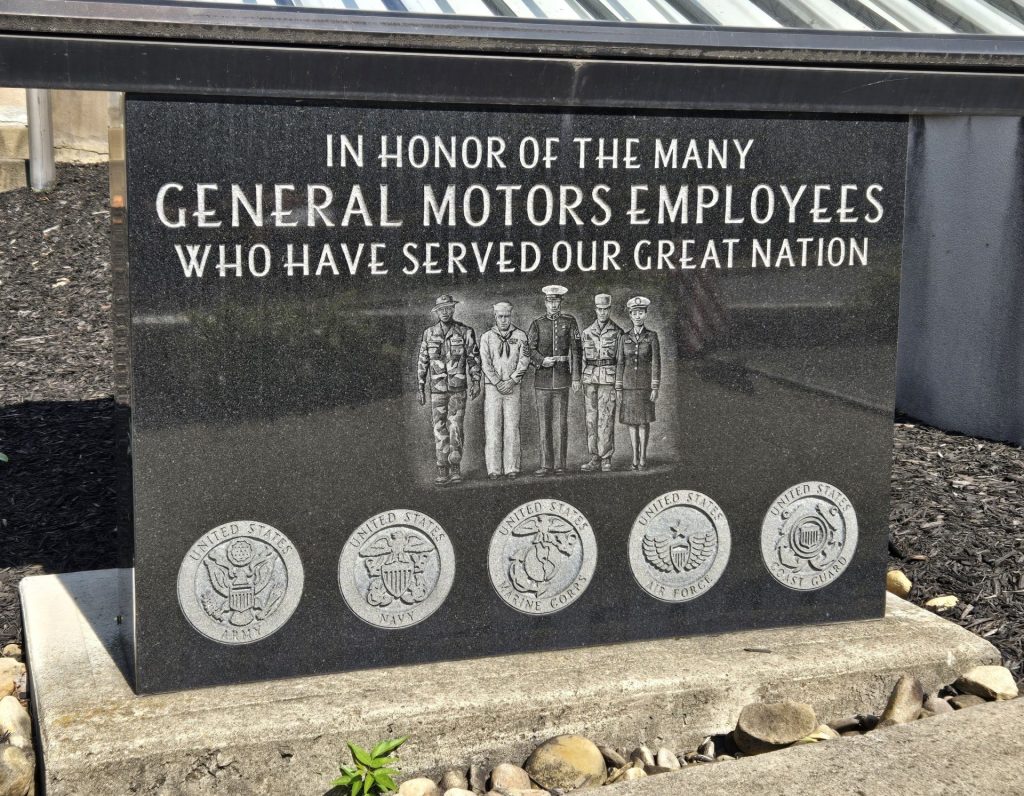 IN HONOR OF THE MANY
GENERAL MOTORS EMPLOYEES
WHO HAVE SERVED OUR GREAT NATION
UNITED STATES
ARMY
UNITED STATES
NAVY
UNITED STATES
MARINE CORPS
UNITED STATES
AIR FORCE
UNITED STATES
COAST GUARD